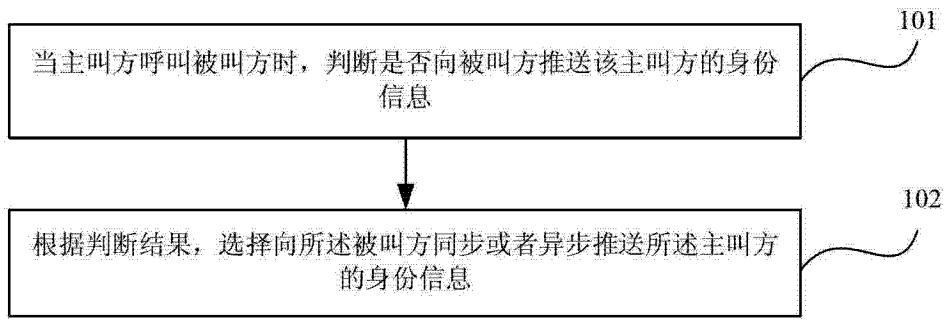 101
当主叫方呼叫被叫方时，判断是否向被叫方推送该主叫方的身份
信息
102
根据判断结果，选择向所述被叫方同步或者异步推送所述主叫方
的身份信息